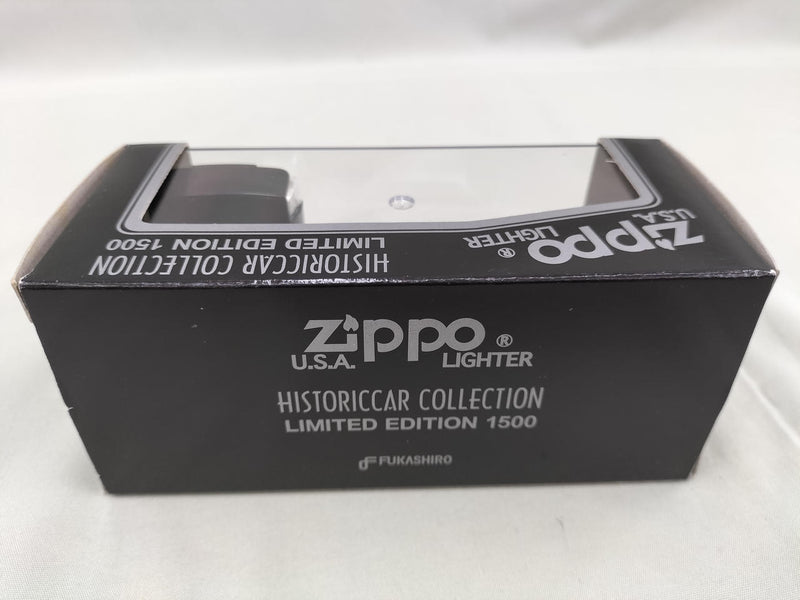 HISTORICCAR COLLECTION
LIMITED EDITION 1500
Zippo®
U.S.A. LIGHTER
Zippo®
U.S.A. LIGHTER
HISTORICCAR COLLECTION
LIMITED EDITION 1500
FUKASHIRO